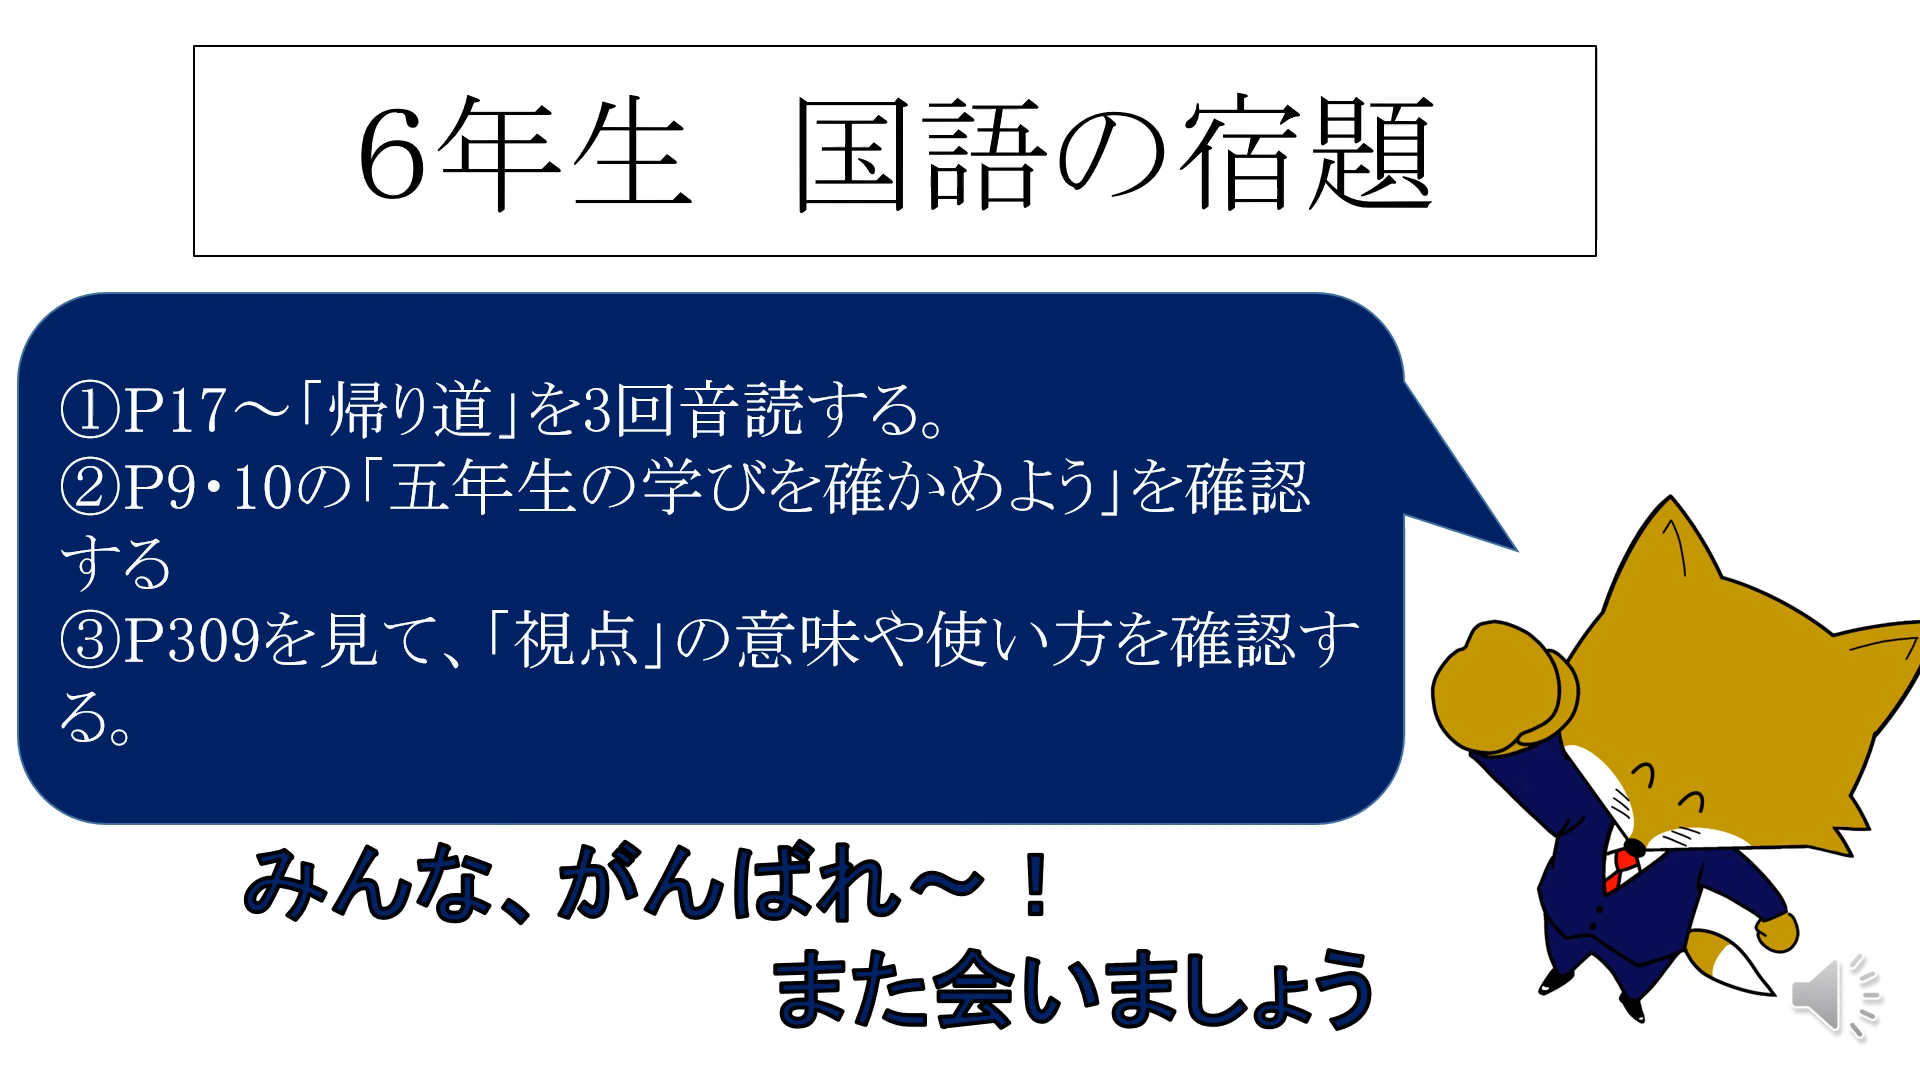 ６年生　国語の宿題
①P17～「帰り道」を3回音読する。
②P9・10の「五年生の学びを確かめよう」を確認
する
③P309を見て、「視点」の意味や使い方を確認す
る。
みんな、がんばれ～！
また会いましょう